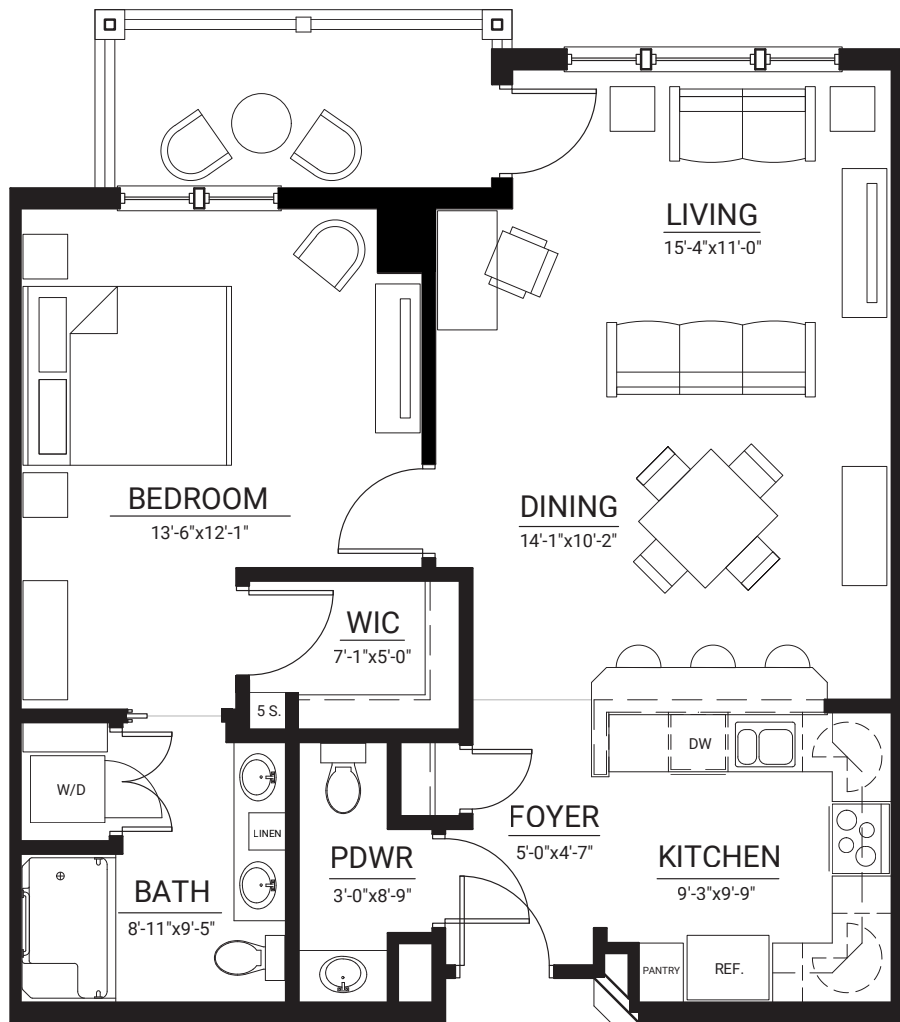 LIVING
15'-4"x11'-0"
BEDROOM
13'-6"x12'-1"
DINING
14'-1"x10'-2"
WIC
7'-1"x5'-0"
5 S.
DW
W/D
LINEN
FOYER
5'-0"x4'-7"
PDWR
3'-0"x8'-9"
KITCHEN
9'-3"x9'-9"
BATH
8'-11"x9'-5"
PANTRY
REF.